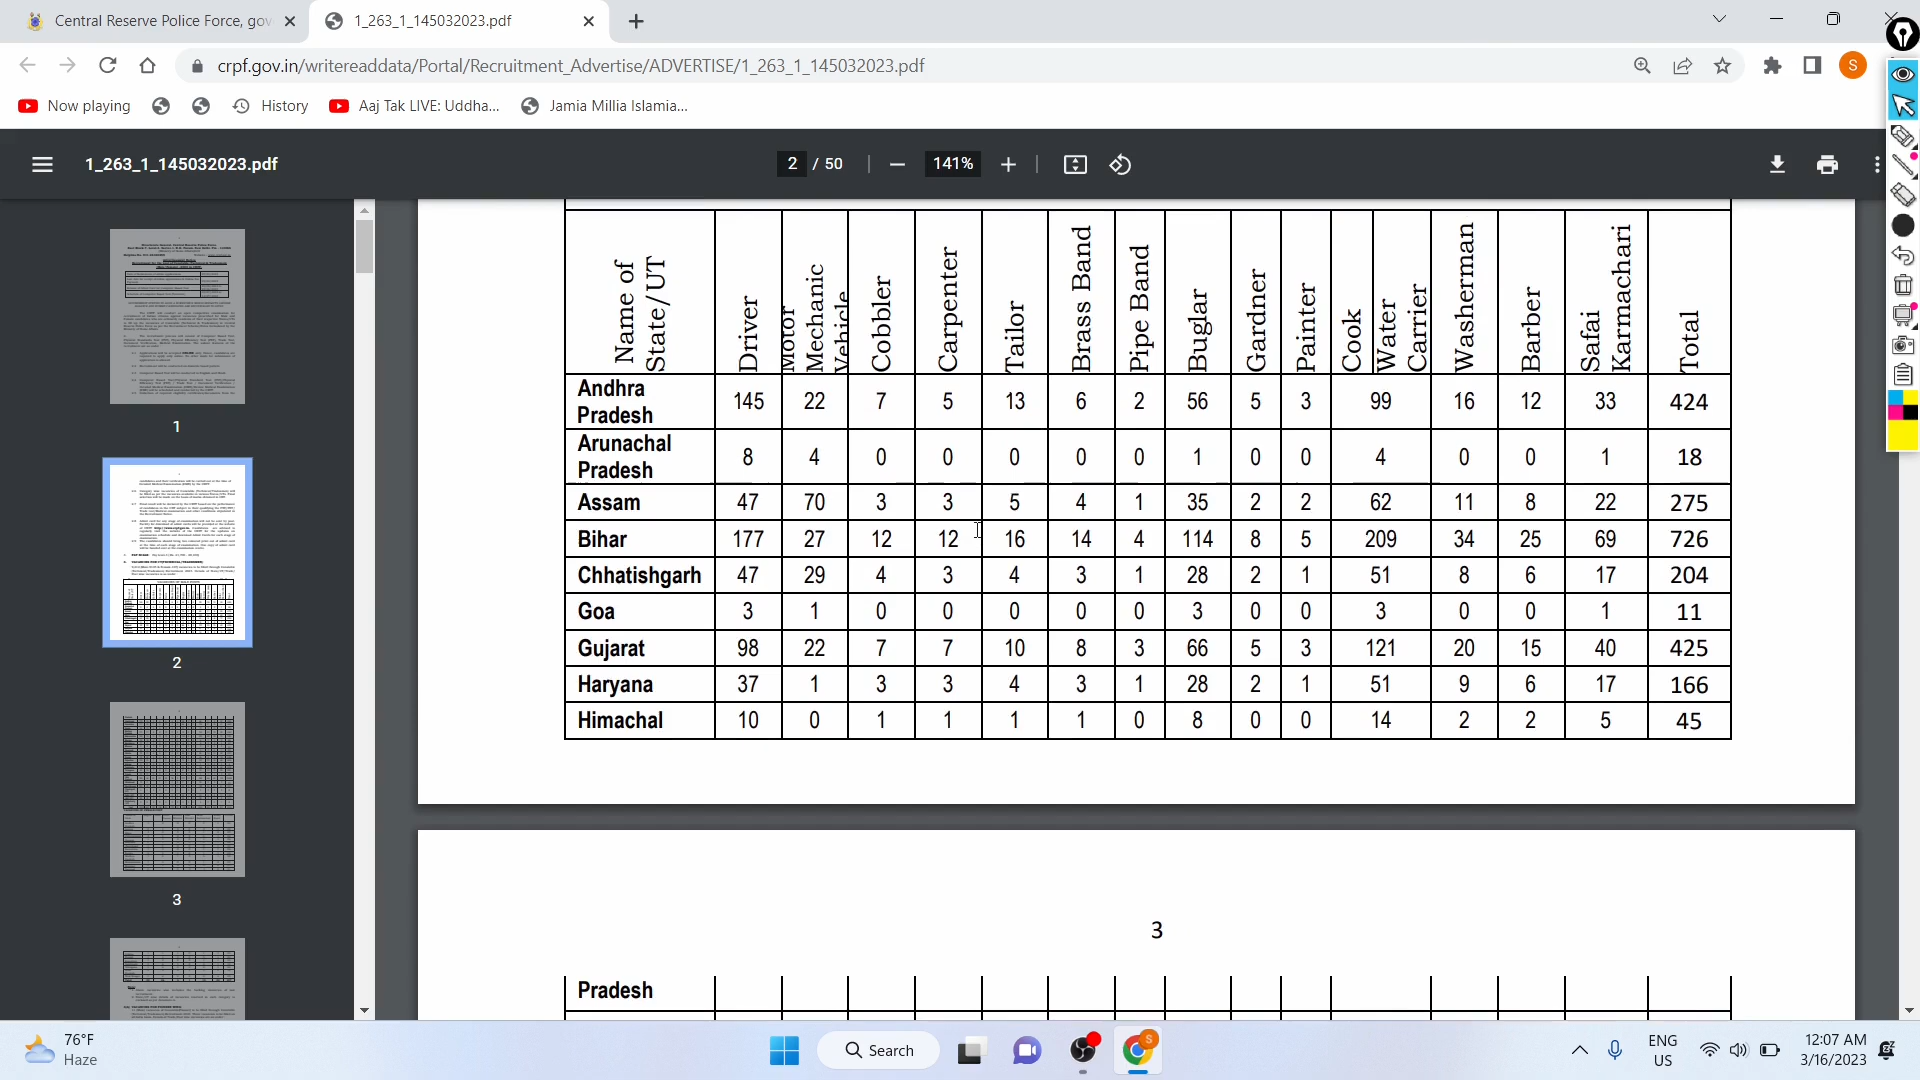 Central Reserve Police Force, gov
1_263_1_145032023.pdf
crpf.gov.in/writereaddata/Portal/Recruitment_Advertise/ADVERTISE/1_263_1_145032023.pdf
S
Now playing
History
Aaj Tak LIVE: Uddha...
Jamia Millia Islamia...
1_263_1_145032023.pdf
2 / 50
141%
1
2
3
Name of State/UT Driver Motor Mechanic Vehicle Cobbler Carpenter Tailor Brass Band Pipe Band Buglar Gardner Painter Cook Water Carrier Washerman Barber Safai Karmachari Total
Andhra Pradesh 145 22 7 5 13 6 2 56 5 3 99 16 12 33 424
Arunachal Pradesh 8 4 0 0 0 0 0 1 0 0 4 0 0 1 18
Assam 47 70 3 3 5 4 1 35 2 2 62 11 8 22 275
Bihar 177 27 12 12 16 14 4 114 8 5 209 34 25 69 726
Chhatishgarh 47 29 4 3 4 3 1 28 2 1 51 8 6 17 204
Goa 3 1 0 0 0 0 0 3 0 0 3 0 0 1 11
Gujarat 98 22 7 7 10 8 3 66 5 3 121 20 15 40 425
Haryana 37 1 3 3 4 3 1 28 2 1 51 9 6 17 166
Himachal 10 0 1 1 1 1 0 8 0 0 14 2 2 5 45
3
Pradesh
76°F
Haze
Search
S
ENG
US
12:07 AM
3/16/2023